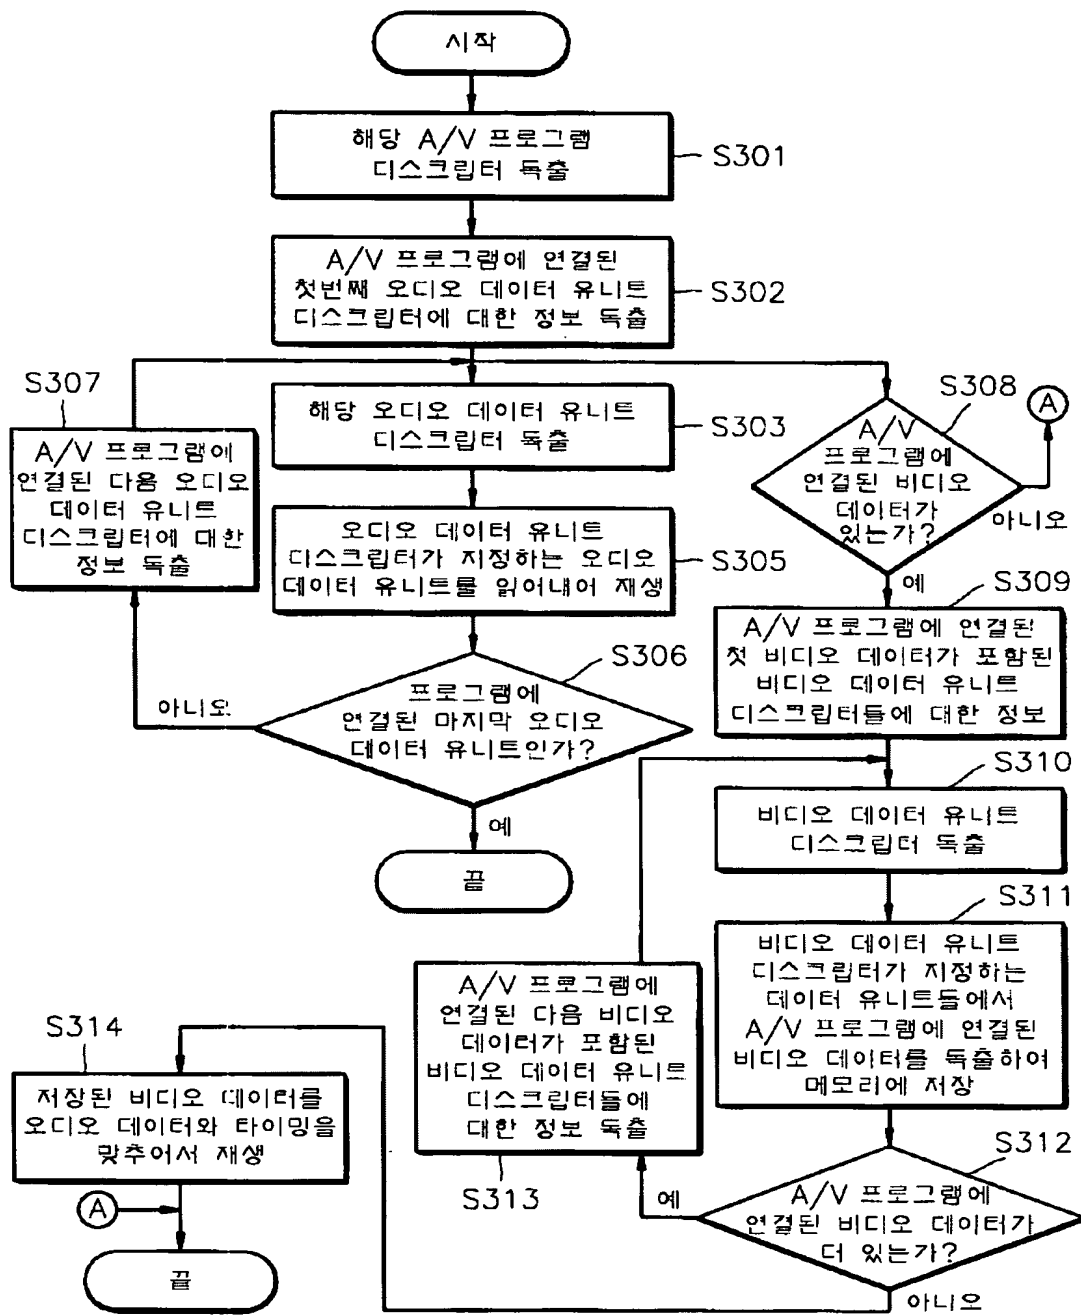 시작
해당 A/V 프로그램
디스크립터 독출
S301
A/V 프로그램에 연결된
첫번째 오디오 데이터 유니트
디스크립터에 대한 정보 독출
S302
해당 오디오 데이터 유니트
디스크립터 독출
S303
오디오 데이터 유니트
디스크립터가 지정하는 오디오
데이터 유니트를 읽어내어 재생
S305
프로그램에
연결된 마지막 오디오
데이터 유니트인가?
S306
아니오
예
끝
S307
A/V 프로그램에
연결된 다음 오디오
데이터 유니트
디스크립터에 대한
정보 독출
S308
A/V
프로그램에
연결된 비디오
데이터가
있는가?
A
아니오
예
S309
A/V 프로그램에 연결된
첫 비디오 데이터가 포함된
비디오 데이터 유니트
디스크립터들에 대한 정보
S310
비디오 데이터 유니트
디스크립터 독출
S311
비디오 데이터 유니트
디스크립터가 지정하는
데이터 유니트들에서
A/V 프로그램에 연결된
비디오 데이터를 독출하여
메모리에 저장
S312
A/V 프로그램에
연결된 비디오 데이터가
더 있는가?
예
아니오
A/V 프로그램에
연결된 다음 비디오
데이터가 포함된
비디오 데이터 유니트
디스크립터들에
대한 정보 독출
S313
S314
저장된 비디오 데이터를
오디오 데이터와 타이밍을
맞추어서 재생
A
끝